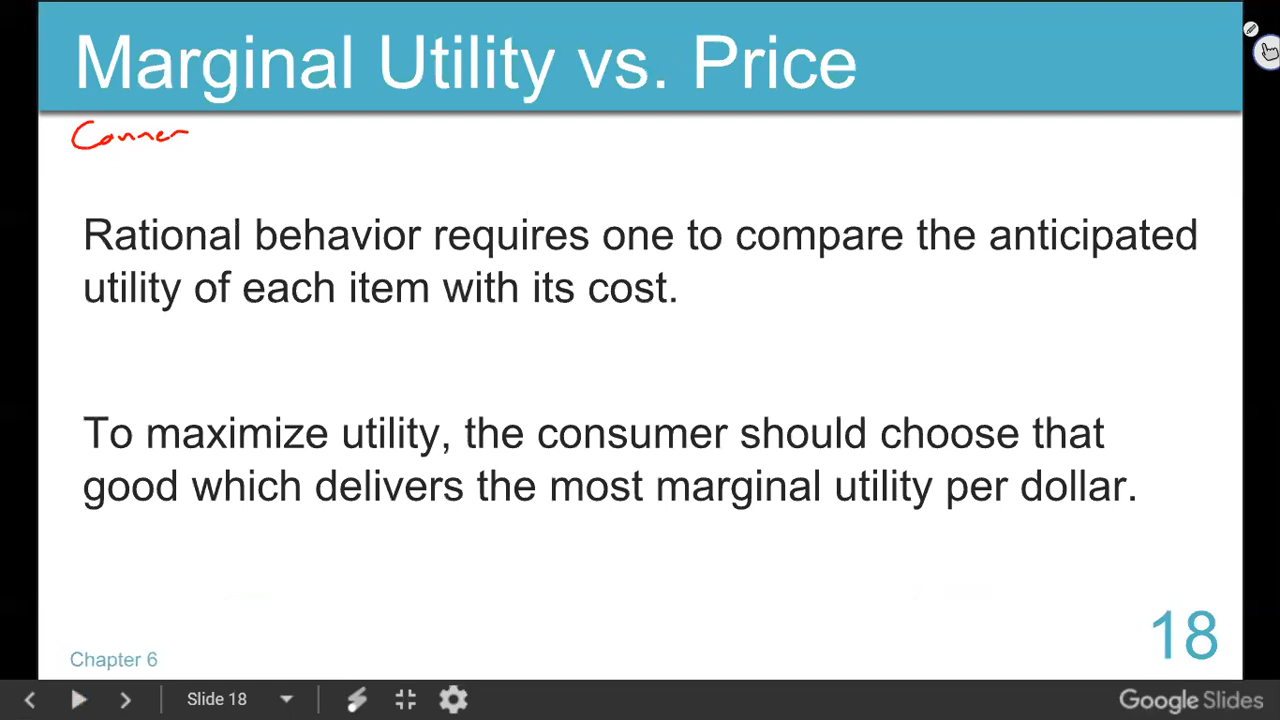 Marginal Utility vs. Price
Conner
Rational behavior requires one to compare the anticipated
utility of each item with its cost.
To maximize utility, the consumer should choose that
good which delivers the most marginal utility per dollar.
18
Chapter 6
Slide 18
Google Slides